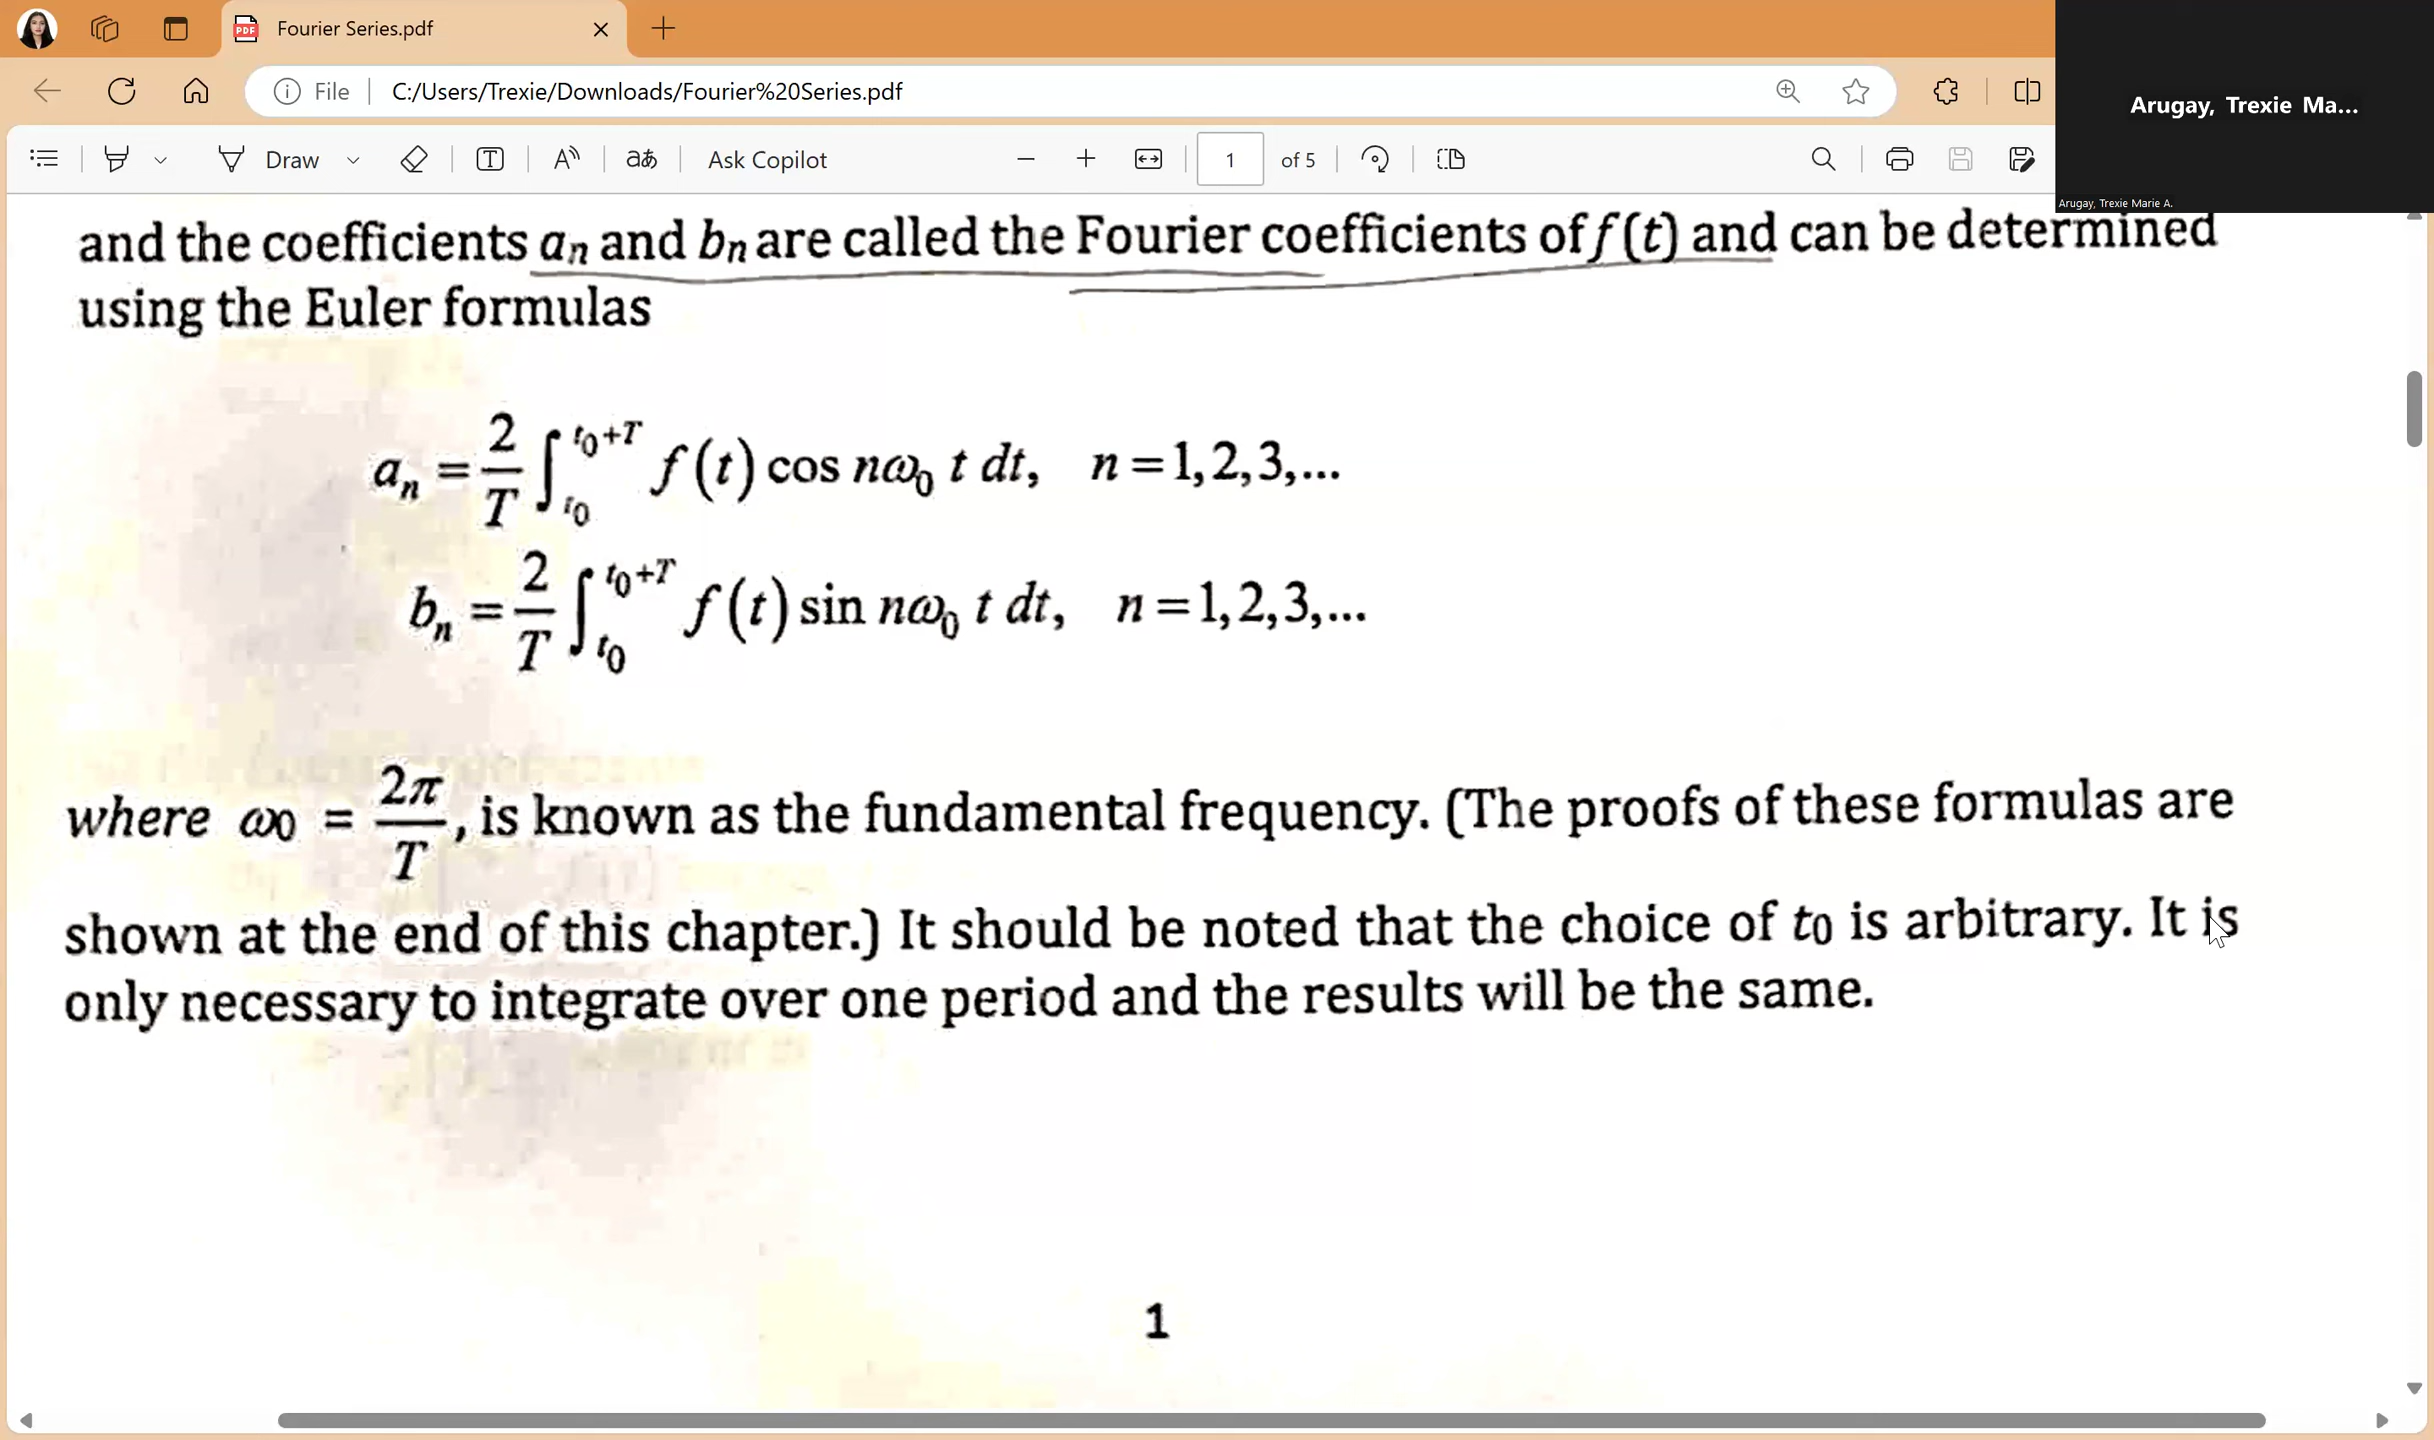 Fourier Series.pdf
File C:/Users/Trexie/Downloads/Fourier%20Series.pdf
Arugay, Trexie Ma...
Draw Ask Copilot 1 of 5
Arugay, Trexie Marie A.
and the coefficients aₙ and bₙ are called the Fourier coefficients of f(t) and can be determined
using the Euler formulas
aₙ = 2/T ∫_{t₀}^{t₀+T} f(t) cos nω₀ t dt, n=1,2,3,...
bₙ = 2/T ∫_{t₀}^{t₀+T} f(t) sin nω₀ t dt, n=1,2,3,...
where ω₀ = 2π/T, is known as the fundamental frequency. (The proofs of these formulas are
shown at the end of this chapter.) It should be noted that the choice of t₀ is arbitrary. It is
only necessary to integrate over one period and the results will be the same.
1